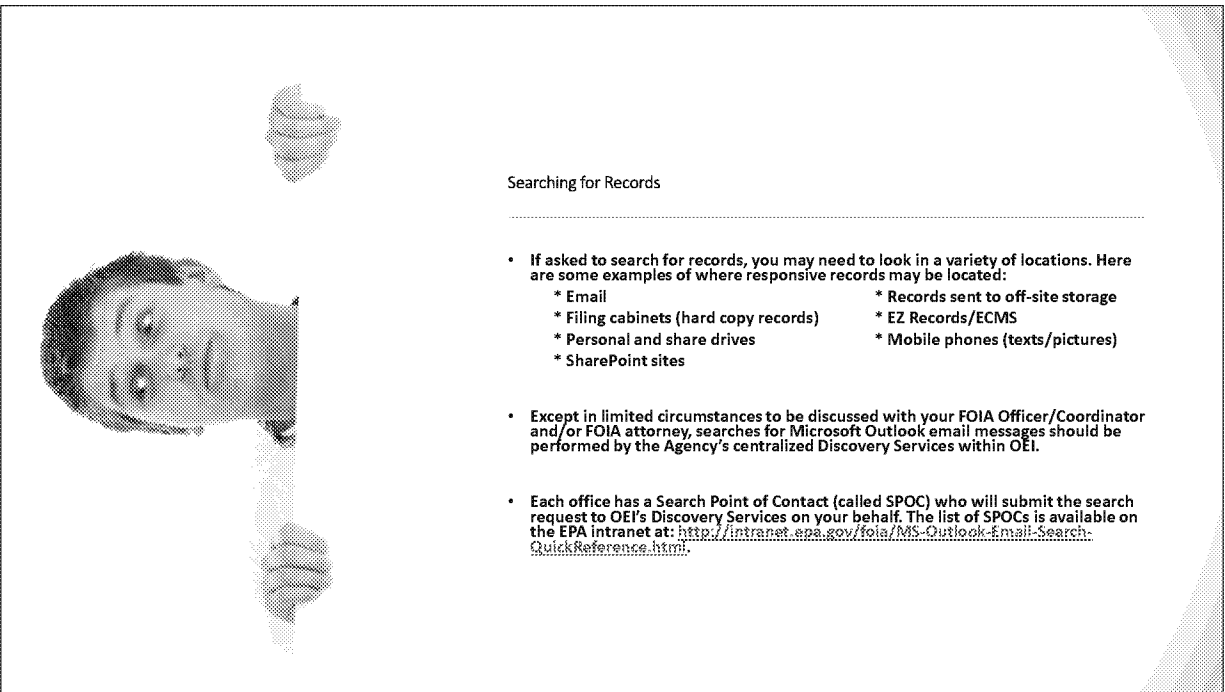 Searching for Records
• If asked to search for records, you may need to look in a variety of locations. Here
are some examples of where responsive records may be located:
* Email
* Filing cabinets (hard copy records)
* Personal and share drives
* SharePoint sites
* Records sent to off-site storage
* EZ Records/ECMS
* Mobile phones (texts/pictures)
• Except in limited circumstances to be discussed with your FOIA Officer/Coordinator
and/or FOIA attorney, searches for Microsoft Outlook email messages should be
performed by the Agency's centralized Discovery Services within OEI.
• Each office has a Search Point of Contact (called SPOC) who will submit the search
request to OEI's Discovery Services on your behalf. The list of SPOCs is available on
the EPA intranet at: http://intranet.epa.gov/foia/MS-Outlook-Email-Search-
QuickReference.html.